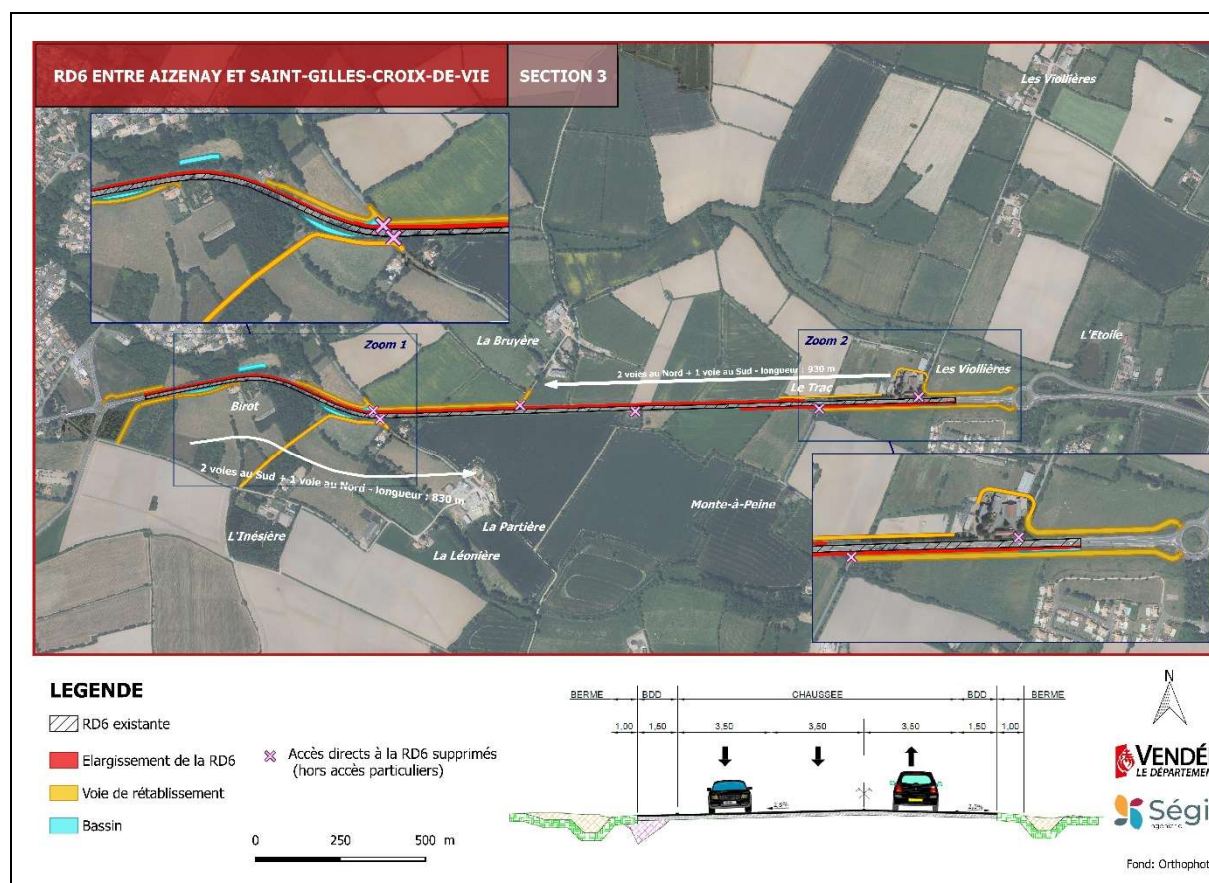 RD6 ENTRE AIZENAY ET SAINT-GILLES-CROIX-DE-VIE
SECTION 3
Les Viollières
La Bruyère
Zoom 1
Zoom 2
L'Etoile
Les Viollières
2 voies au Nord + 1 voie au Sud - longueur : 930 m
Le Trac
Birot
2 voies au Sud + 1 voie au Nord - longueur : 830 m
Monte-à-Peine
La Partière
L'Inésière
La Léonière
LEGENDE
RD6 existante
Elargissement de la RD6
Voie de rétablissement
Bassin
Accès directs à la RD6 supprimés
(hors accès particuliers)
0 250 500 m
BERME BDD CHAUSSEE BDD BERME
1,00 1,50 3,50 3,50 3,50 1,50 1,00
2,5%
N
VENDÉ
LE DÉPARTEMEN
Ségi
Ingénierie
Fond: Orthophot